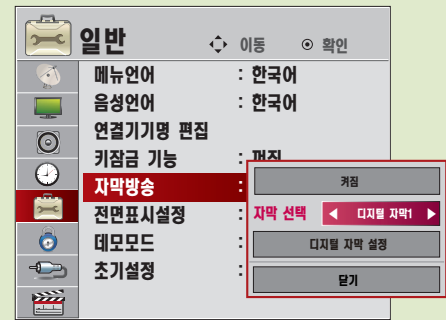 일반 이동 확인
메뉴언어 : 한국어
음성언어 : 한국어
연결기기명 편집
키잠금 기능 : 꺼짐
자막방송 :
전면표시설정 :
데모모드 :
초기설정 :
켜짐
자막 선택 ◀ 디지털 자막1 ▶
디지털 자막 설정
닫기